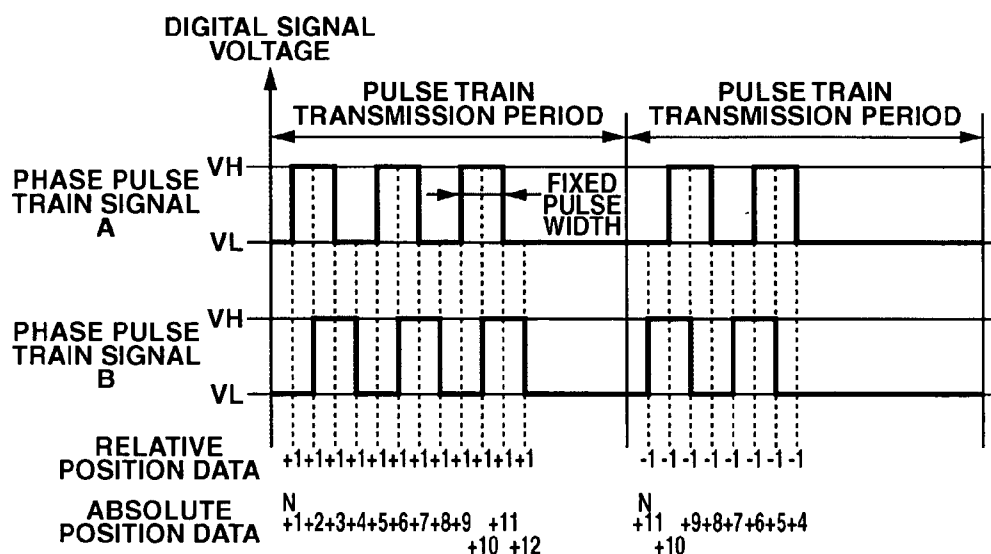 DIGITAL SIGNAL
VOLTAGE
PULSE TRAIN
TRANSMISSION PERIOD
PULSE TRAIN
TRANSMISSION PERIOD
PHASE PULSE
TRAIN SIGNAL
A
VH
VL
FIXED
PULSE
WIDTH
PHASE PULSE
TRAIN SIGNAL
B
VH
VL
RELATIVE
POSITION DATA
+1+1+1+1+1+1+1+1+1+1+1+1
-1 -1 -1 -1 -1 -1 -1 -1
ABSOLUTE
POSITION DATA
N
+1+2+3+4+5+6+7+8+9 +11
+10 +12
N
+11 +9+8+7+6+5+4
+10